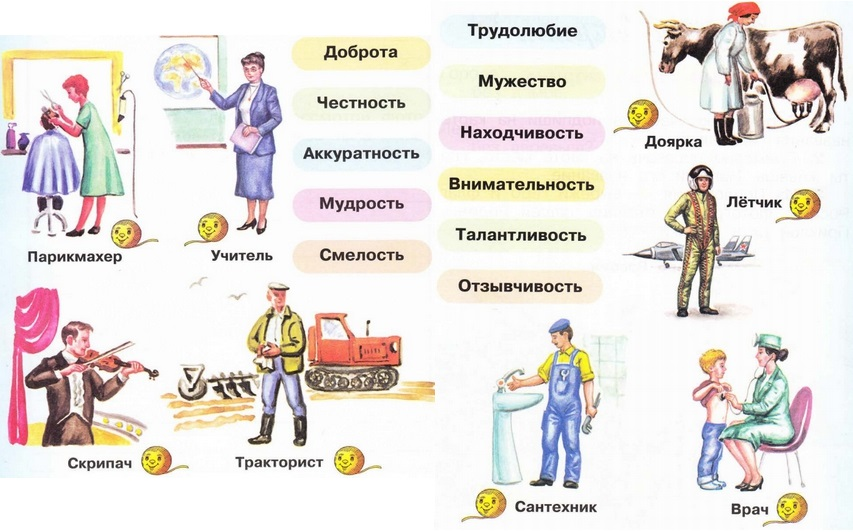 Доброта
Честность
Аккуратность
Мудрость
Смелость
Парикмахер
Учитель
Скрипач
Тракторист
Трудолюбие
Мужество
Находчивость
Внимательность
Талантливость
Отзывчивость
Доярка
Лётчик
Сантехник
Врач